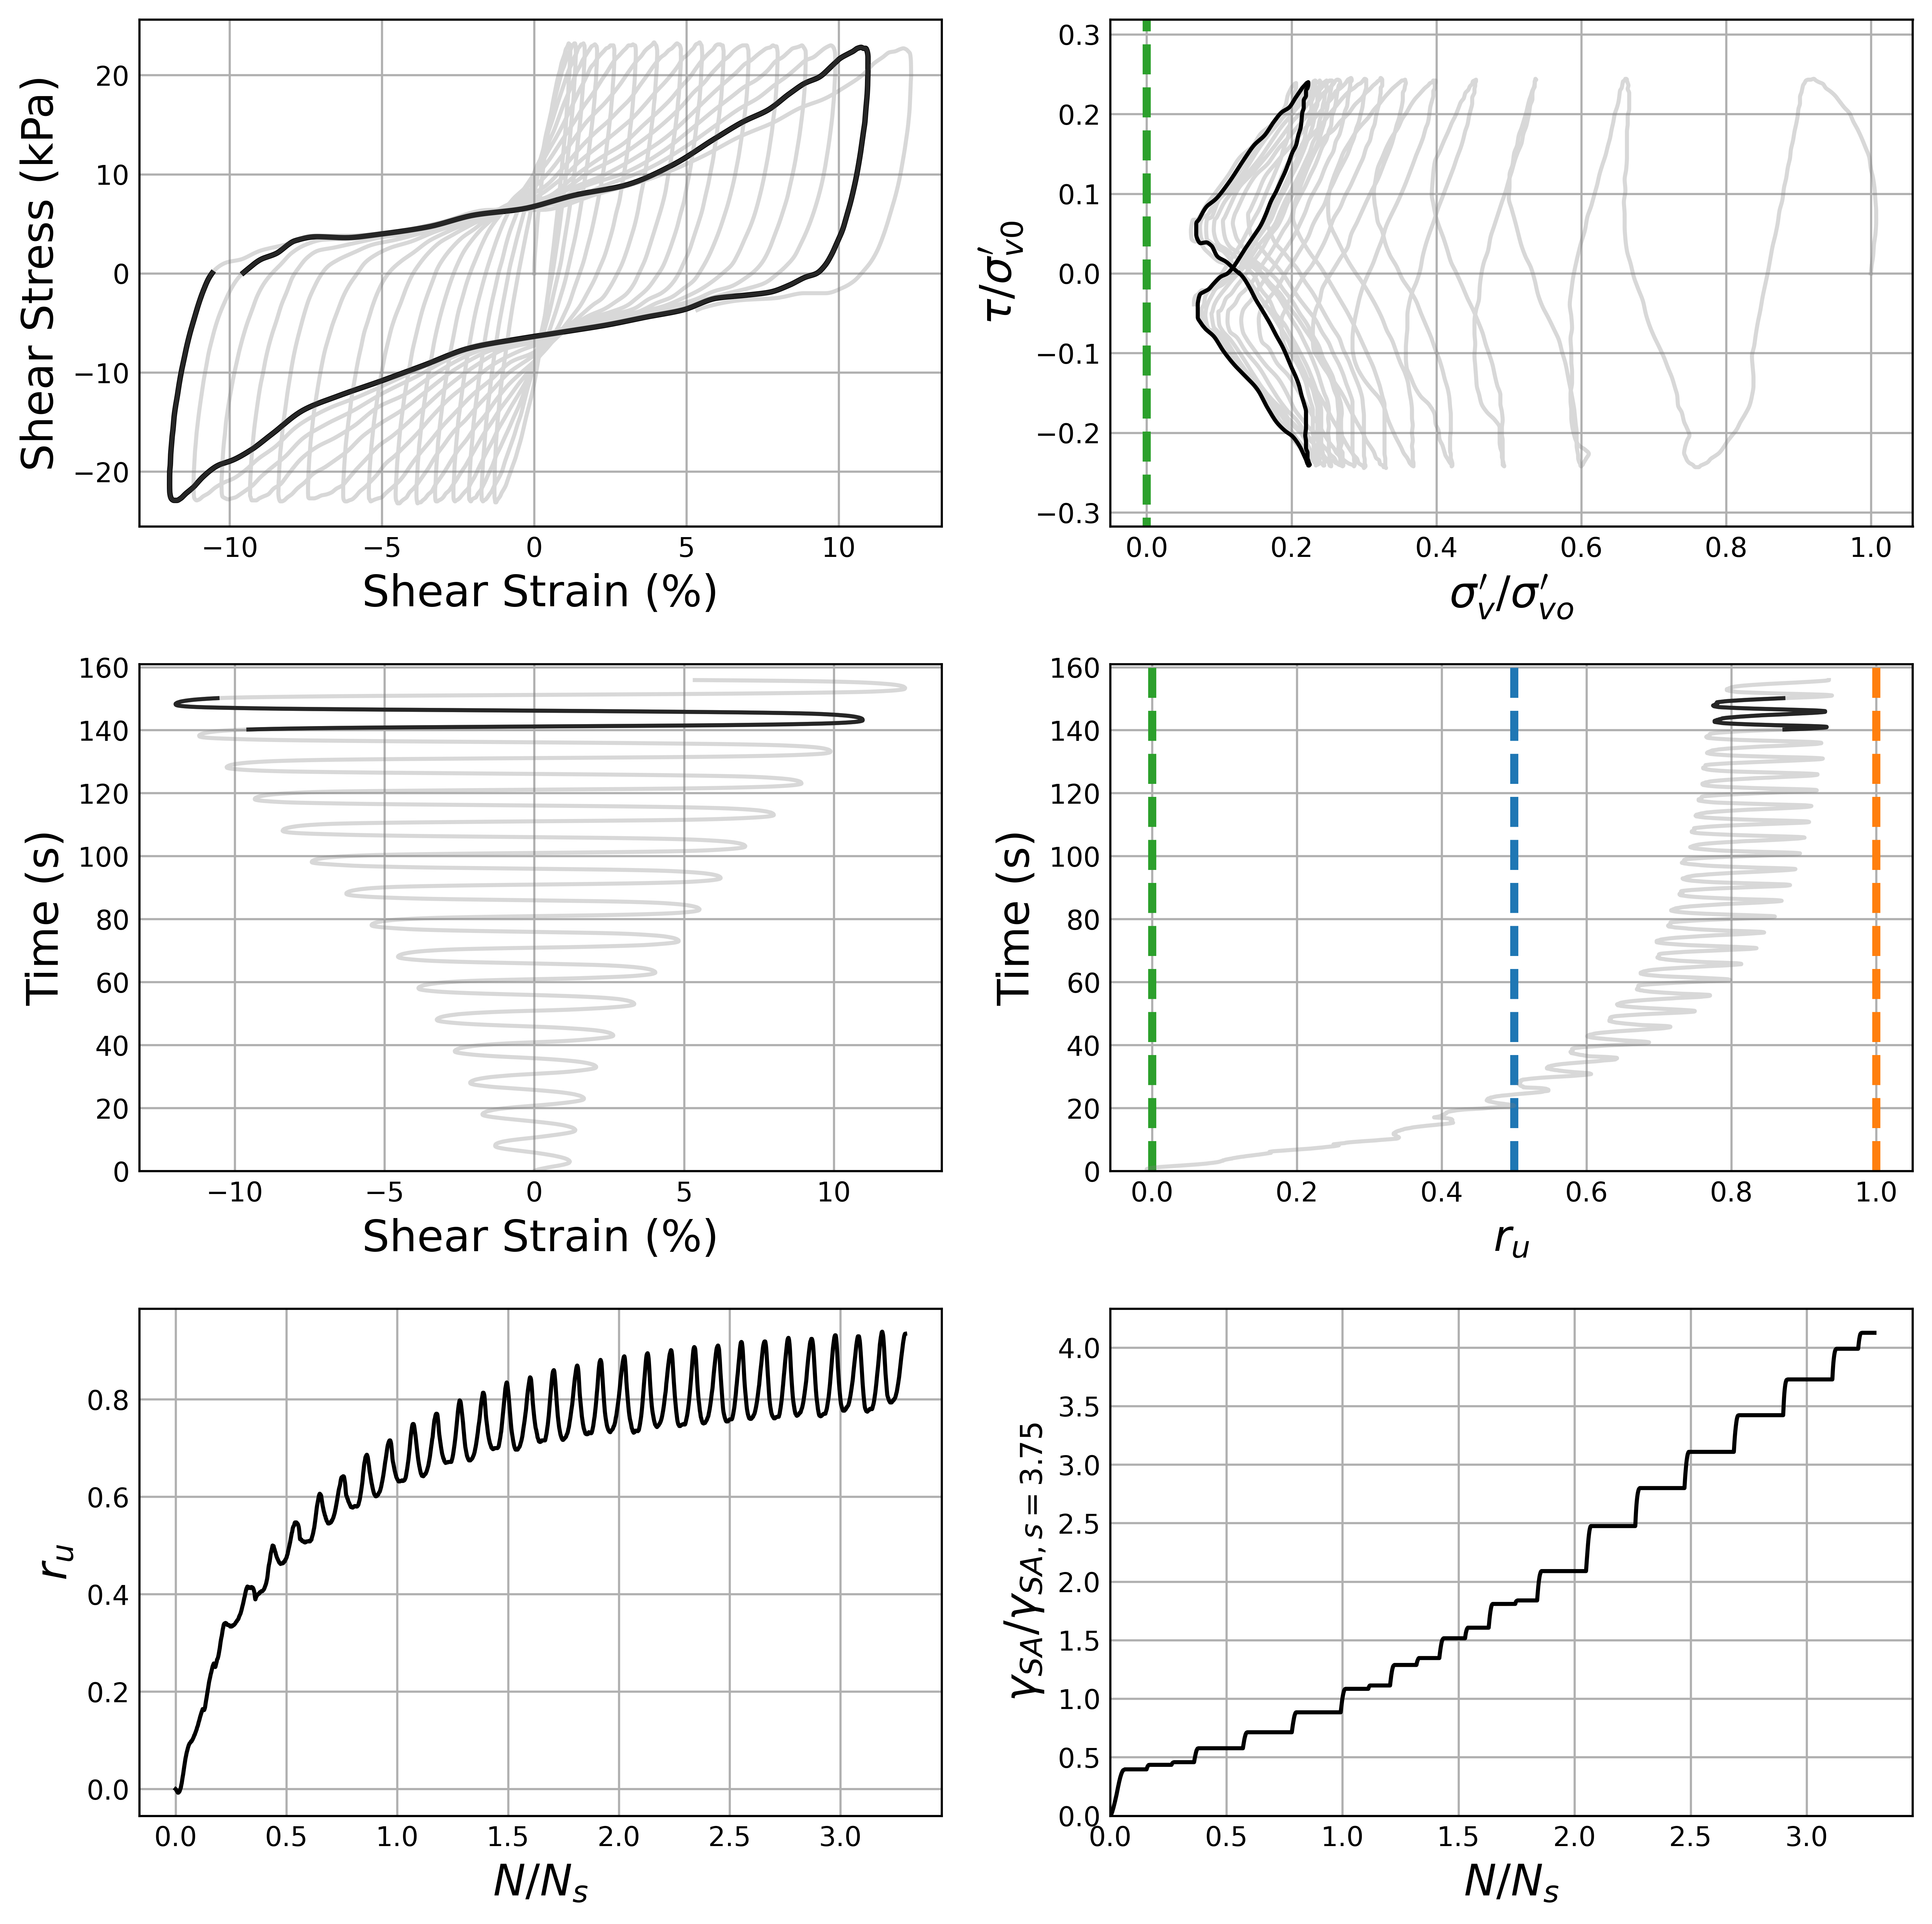 20
10
0
−10
−20
Shear Stress (kPa)
−10 −5 0 5 10
Shear Strain (%)
0.3
0.2
0.1
0.0
−0.1
−0.2
−0.3
τ/σ′v0
0.0 0.2 0.4 0.6 0.8 1.0
σ′v/σ′vo
160
140
120
100
80
60
40
20
0
Time (s)
−10 −5 0 5 10
Shear Strain (%)
160
140
120
100
80
60
40
20
0
Time (s)
0.0 0.2 0.4 0.6 0.8 1.0
ru
0.8
0.6
0.4
0.2
0.0
ru
0.0 0.5 1.0 1.5 2.0 2.5 3.0
N/Ns
4.0
3.5
3.0
2.5
2.0
1.5
1.0
0.5
0.0
γSA/γSA, s = 3.75
0.0 0.5 1.0 1.5 2.0 2.5 3.0
N/Ns